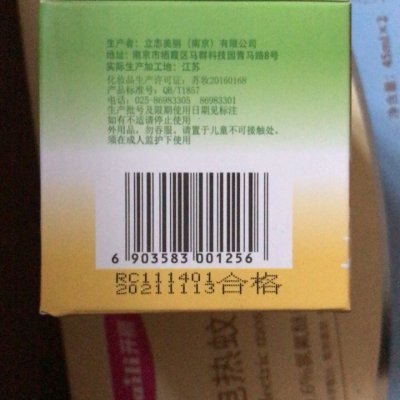 生产者：立志美丽（南京）有限公司
地址：南京市栖霞区马群科技园青马路8号
实际生产加工地：江苏
化妆品生产许可证：苏妆20160168
产品标准号：QB/T1857
电话：025-86983305 86983301
生产批号及限期使用日期见标注
如有不适请停止使用
外用品，勿吞服，请置于儿童不可接触处，
须在成人监护下使用
6 903583 001256
RC111401
20211113合格
45ml×2
电热蚊